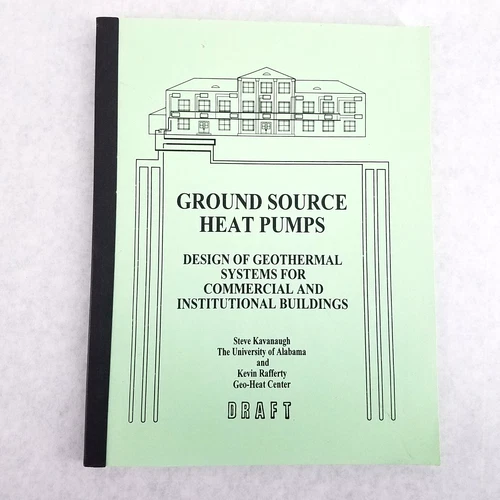 GROUND SOURCE
HEAT PUMPS
DESIGN OF GEOTHERMAL
SYSTEMS FOR
COMMERCIAL AND
INSTITUTIONAL BUILDINGS
Steve Kavanaugh
The University of Alabama
and
Kevin Rafferty
Geo-Heat Center
DRAFT